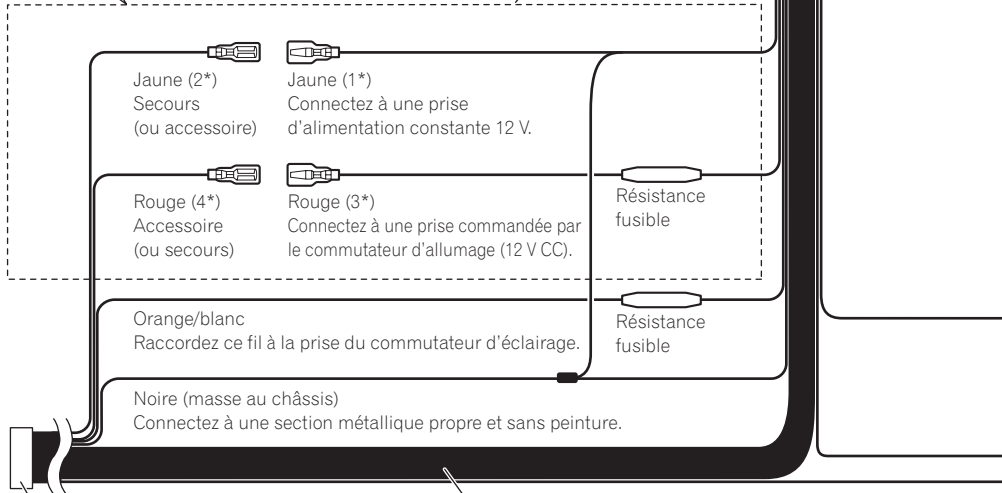 Jaune (2*)
Secours
(ou accessoire)
Jaune (1*)
Connectez à une prise
d'alimentation constante 12 V.
Rouge (4*)
Accessoire
(ou secours)
Rouge (3*)
Connectez à une prise commandée par
le commutateur d'allumage (12 V CC).
Résistance
fusible
Orange/blanc
Raccordez ce fil à la prise du commutateur d'éclairage.
Résistance
fusible
Noire (masse au châssis)
Connectez à une section métallique propre et sans peinture.